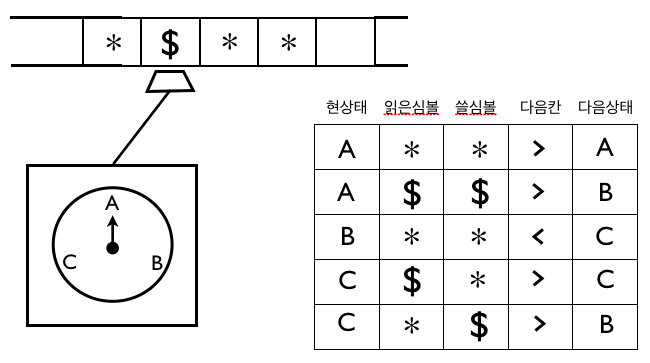 * $ * *
현상태 읽은심볼 쓸심볼 다음칸 다음상태
A * * > A
A $ $ > B
B * * < C
C $ * > C
C * $ > B
A
C B